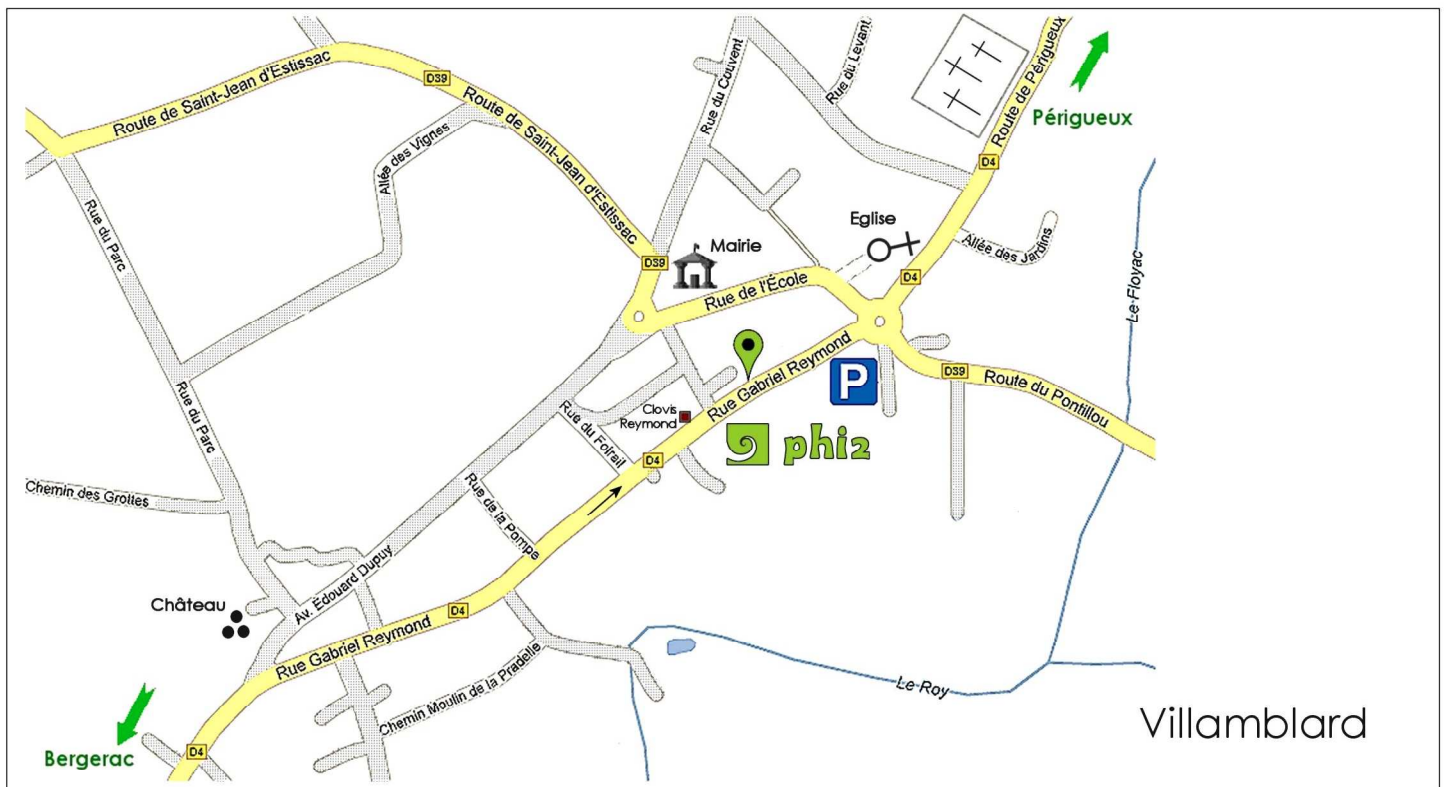 Route de Saint-Jean d'Estissac
D39
Route de Saint-Jean d'Estissac
Rue du Couvent
Rue du Levant
Route de Périgueux
Périgueux
Allée des Vignes
D4
Rue du Parc
Eglise
Allée des Jardins
Mairie
D39
D4
Le Floyac
Rue de l'École
Rue Gabriel Reymond
P
D39
Route du Pontillou
Clovis
Reymond
Rue du Foirail
phi2
D4
Rue du Parc
Chemin des Grottes
Rue de la Pompe
Av. Édouard Dupuy
Château
D4
Rue Gabriel Reymond
Chemin Moulin de la Pradelle
Le Roy
Villamblard
Bergerac
D4